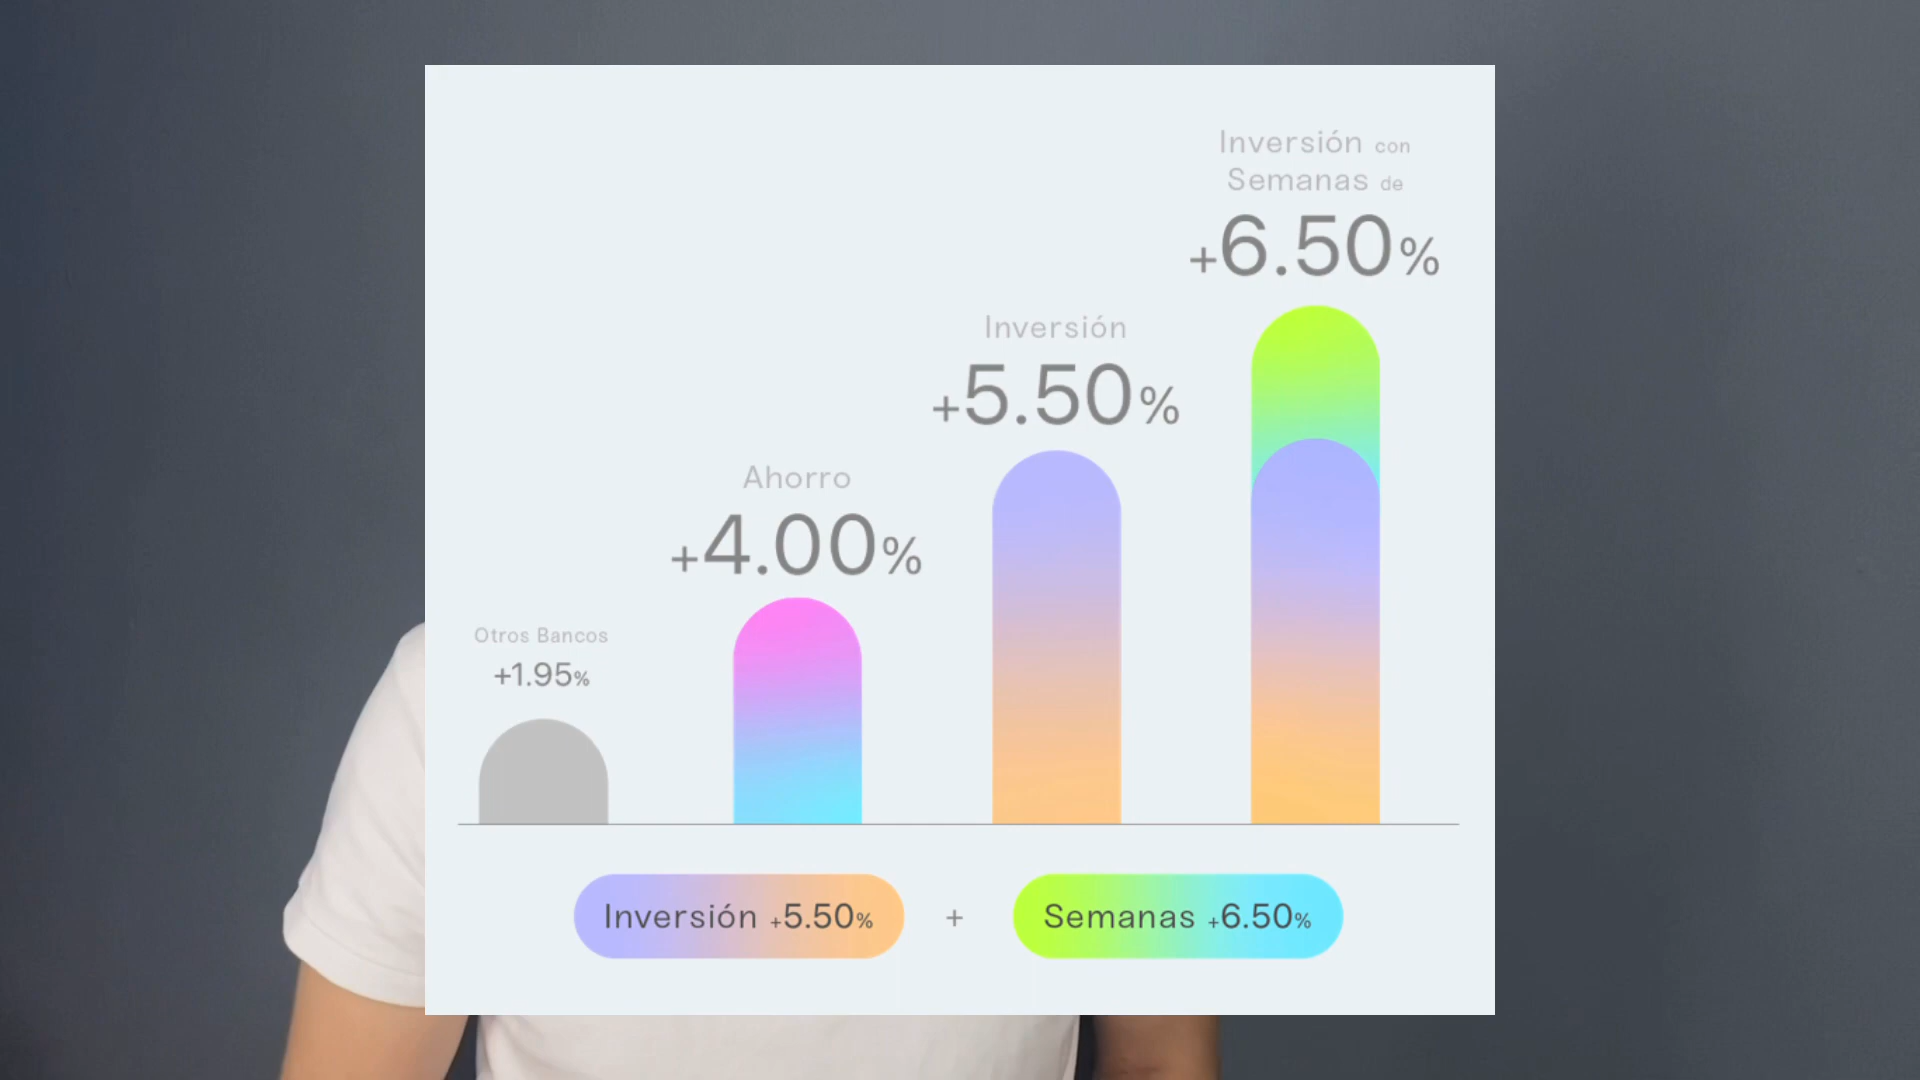 Inversión con
Semanas de
+6.50%
Inversión
+5.50%
Ahorro
+4.00%
Otros Bancos
+1.95%
Inversión +5.50% + Semanas +6.50%